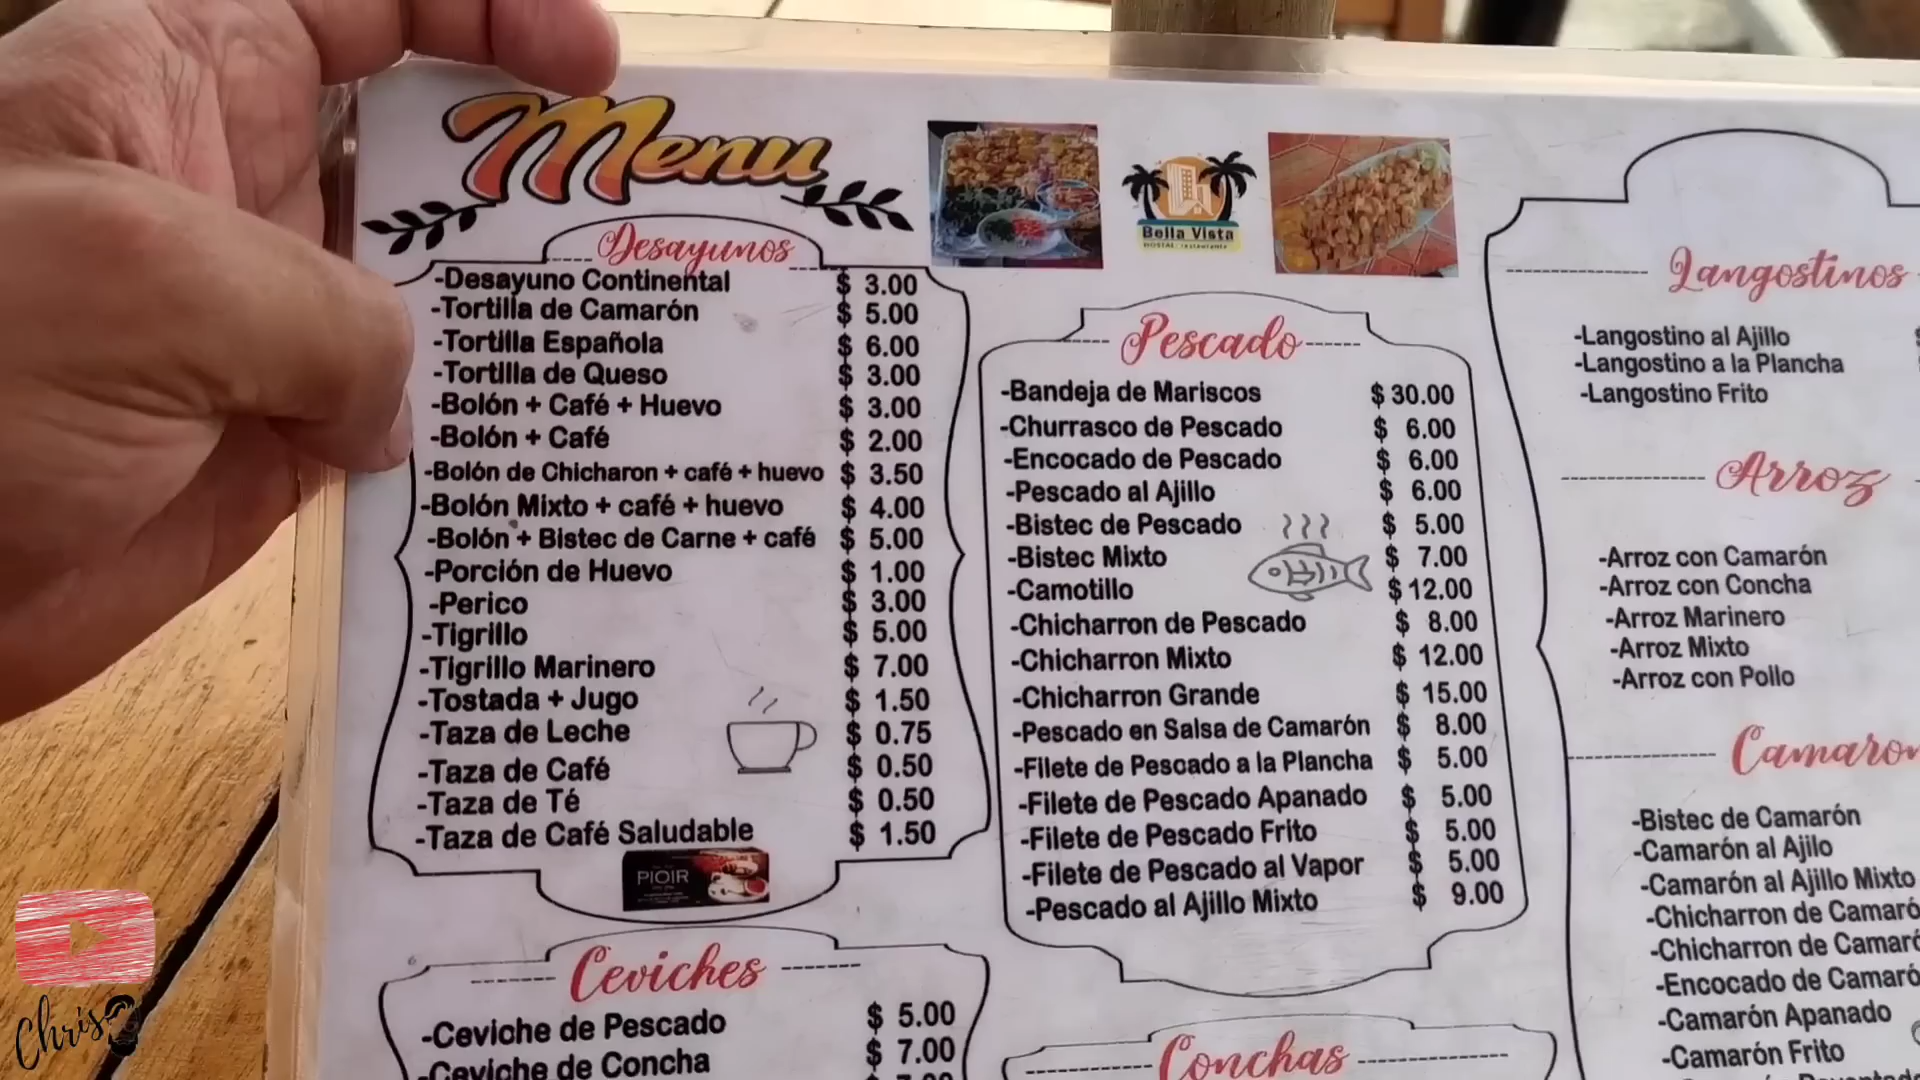 Menu
Desayunos
-Desayuno Continental $ 3.00
-Tortilla de Camarón $ 5.00
-Tortilla Española $ 6.00
-Tortilla de Queso $ 3.00
-Bolón + Café + Huevo $ 3.00
-Bolón + Café $ 2.00
-Bolón de Chicharon + café + huevo $ 3.50
-Bolón Mixto + café + huevo $ 4.00
-Bolón + Bistec de Carne + café $ 5.00
-Porción de Huevo $ 1.00
-Perico $ 3.00
-Tigrillo $ 5.00
-Tigrillo Marinero $ 7.00
-Tostada + Jugo $ 1.50
-Taza de Leche $ 0.75
-Taza de Café $ 0.50
-Taza de Té $ 0.50
-Taza de Café Saludable $ 1.50
PIOIR
Ceviches
-Ceviche de Pescado $ 5.00
-Ceviche de Concha $ 7.00
Bella Vista
HOSTAL restaurante
Pescado
-Bandeja de Mariscos $ 30.00
-Churrasco de Pescado $ 6.00
-Encocado de Pescado $ 6.00
-Pescado al Ajillo $ 6.00
-Bistec de Pescado $ 5.00
-Bistec Mixto $ 7.00
-Camotillo $ 12.00
-Chicharron de Pescado $ 8.00
-Chicharron Mixto $ 12.00
-Chicharron Grande $ 15.00
-Pescado en Salsa de Camarón $ 8.00
-Filete de Pescado a la Plancha $ 5.00
-Filete de Pescado Apanado $ 5.00
-Filete de Pescado Frito $ 5.00
-Filete de Pescado al Vapor $ 5.00
-Pescado al Ajillo Mixto $ 9.00
Conchas
Langostinos
-Langostino al Ajillo
-Langostino a la Plancha
-Langostino Frito
Arroz
-Arroz con Camarón
-Arroz con Concha
-Arroz Marinero
-Arroz Mixto
-Arroz con Pollo
Camaron
-Bistec de Camarón
-Camarón al Ajilo
-Camarón al Ajillo Mixto
-Chicharron de Camaró
-Chicharron de Camaró
-Encocado de Camaró
-Camarón Apanado
-Camarón Frito
Chris